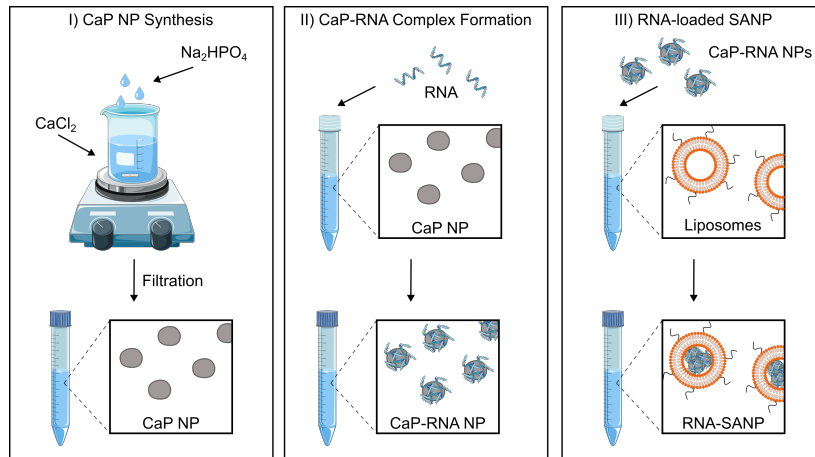 I) CaP NP Synthesis
Na₂HPO₄
CaCl₂
Filtration
CaP NP
II) CaP-RNA Complex Formation
RNA
CaP NP
CaP-RNA NP
III) RNA-loaded SANP
CaP-RNA NPs
Liposomes
RNA-SANP